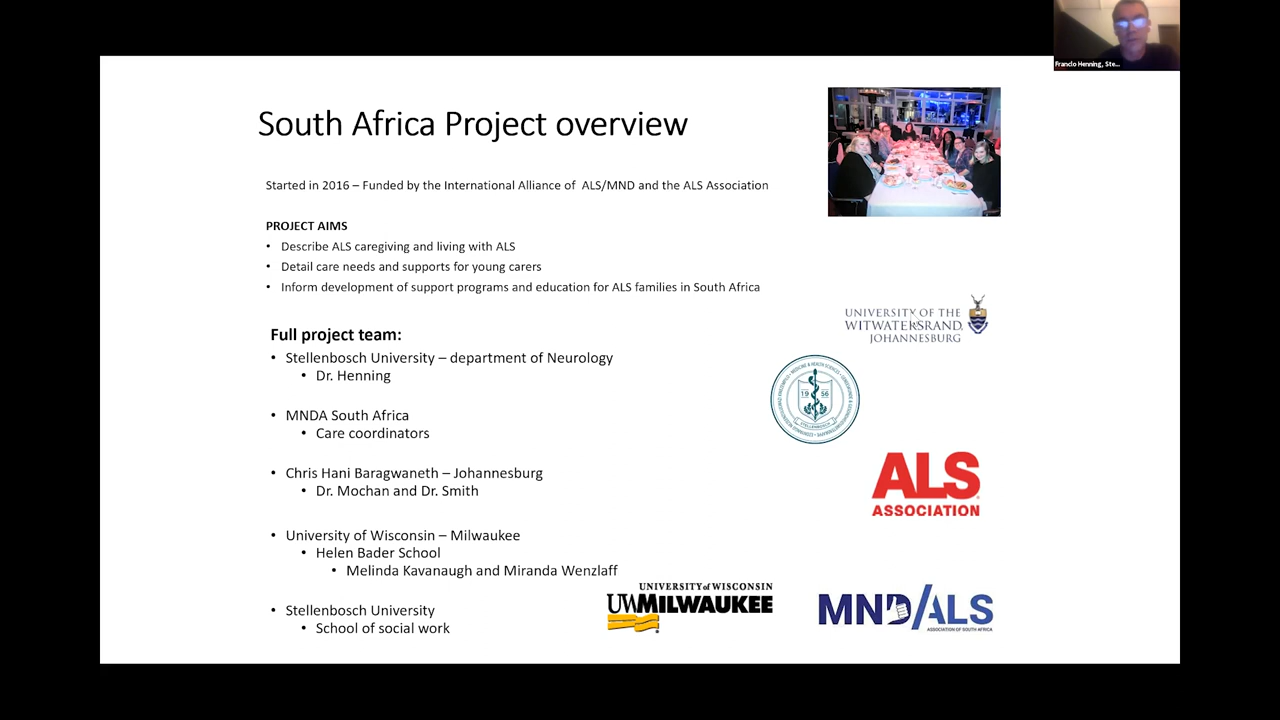 Franclo Henning, Ste...
South Africa Project overview
Started in 2016 – Funded by the International Alliance of ALS/MND and the ALS Association
PROJECT AIMS
• Describe ALS caregiving and living with ALS
• Detail care needs and supports for young carers
• Inform development of support programs and education for ALS families in South Africa
Full project team:
• Stellenbosch University – department of Neurology
• Dr. Henning
• MNDA South Africa
• Care coordinators
• Chris Hani Baragwaneth – Johannesburg
• Dr. Mochan and Dr. Smith
• University of Wisconsin – Milwaukee
• Helen Bader School
• Melinda Kavanaugh and Miranda Wenzlaff
• Stellenbosch University
• School of social work
UNIVERSITY OF THE
WITWATERSRAND,
JOHANNESBURG
19 56
STELLENBOSCH
ALS
ASSOCIATION
UNIVERSITY of WISCONSIN
UWMILWAUKEE
MND/ALS
ASSOCIATION OF SOUTH AFRICA